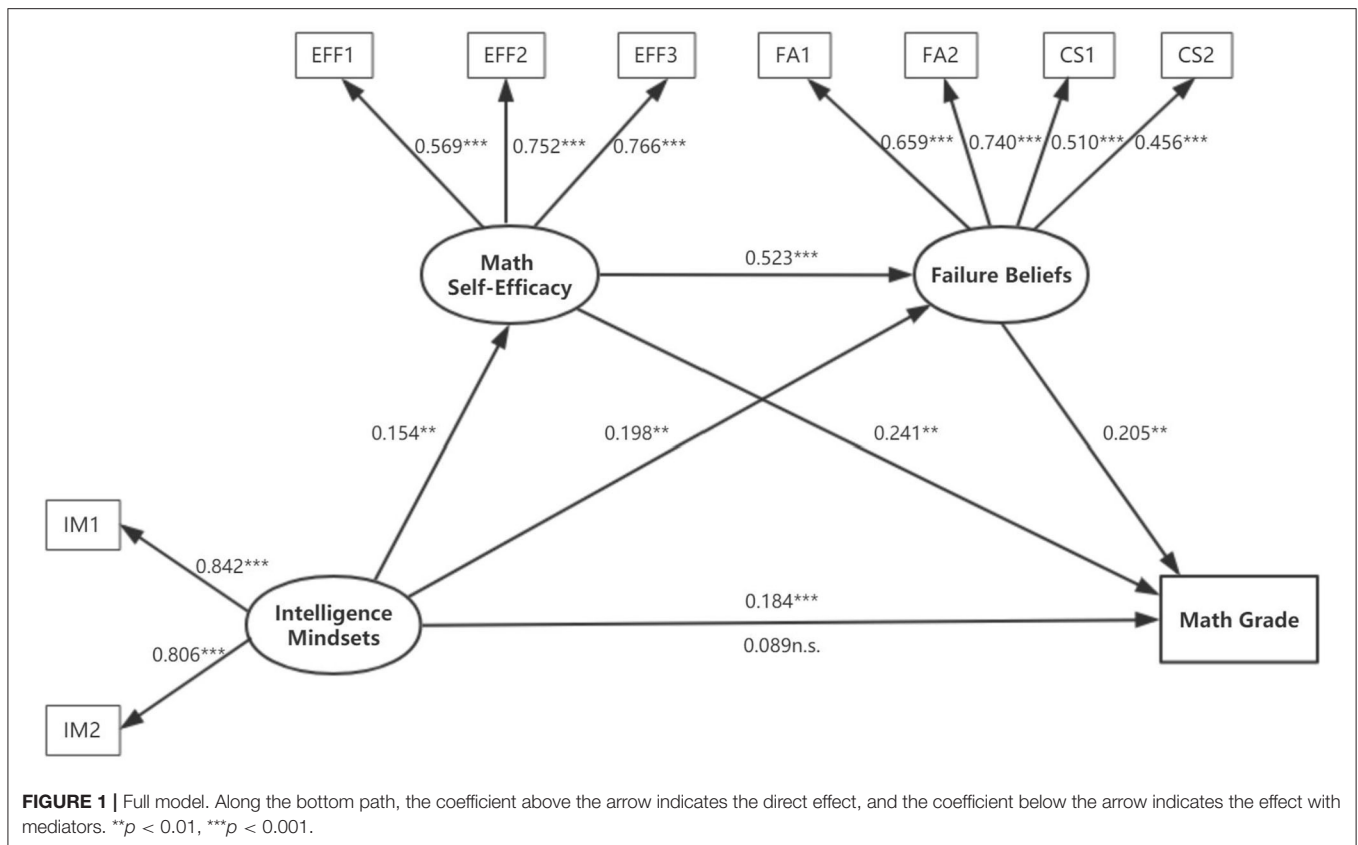 EFF1 EFF2 EFF3 FA1 FA2 CS1 CS2
0.569*** 0.752*** 0.766*** 0.659*** 0.740*** 0.510*** 0.456***
Math
Self-Efficacy
0.523***
Failure Beliefs
0.154** 0.198** 0.241** 0.205**
IM1
0.842***
Intelligence
Mindsets
0.184***
0.089n.s.
Math Grade
0.806***
IM2
FIGURE 1 | Full model. Along the bottom path, the coefficient above the arrow indicates the direct effect, and the coefficient below the arrow indicates the effect with
mediators. **p < 0.01, ***p < 0.001.